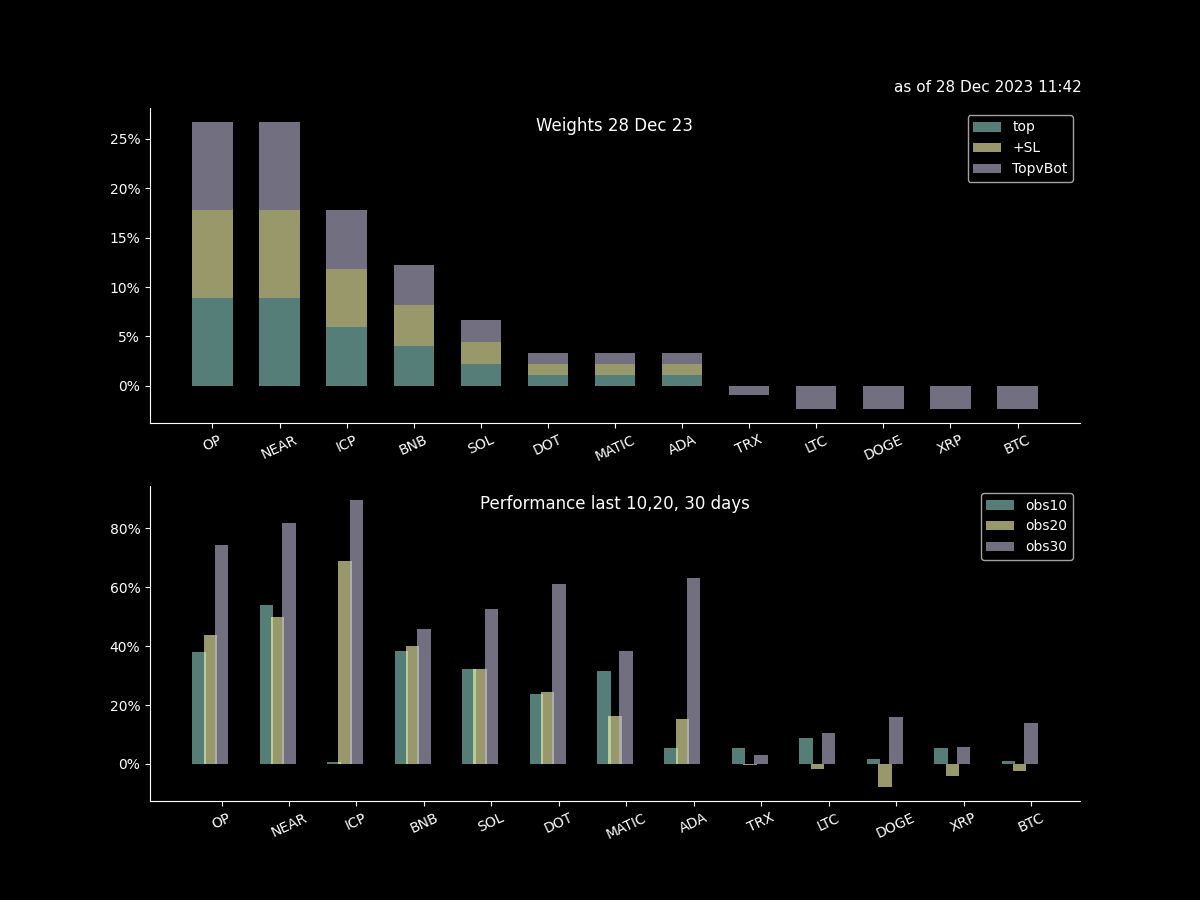 as of 28 Dec 2023 11:42
Weights 28 Dec 23
top
+SL
TopvBot
25%
20%
15%
10%
5%
0%
OP NEAR ICP BNB SOL DOT MATIC ADA TRX LTC DOGE XRP BTC
Performance last 10,20, 30 days
obs10
obs20
obs30
80%
60%
40%
20%
0%
OP NEAR ICP BNB SOL DOT MATIC ADA TRX LTC DOGE XRP BTC